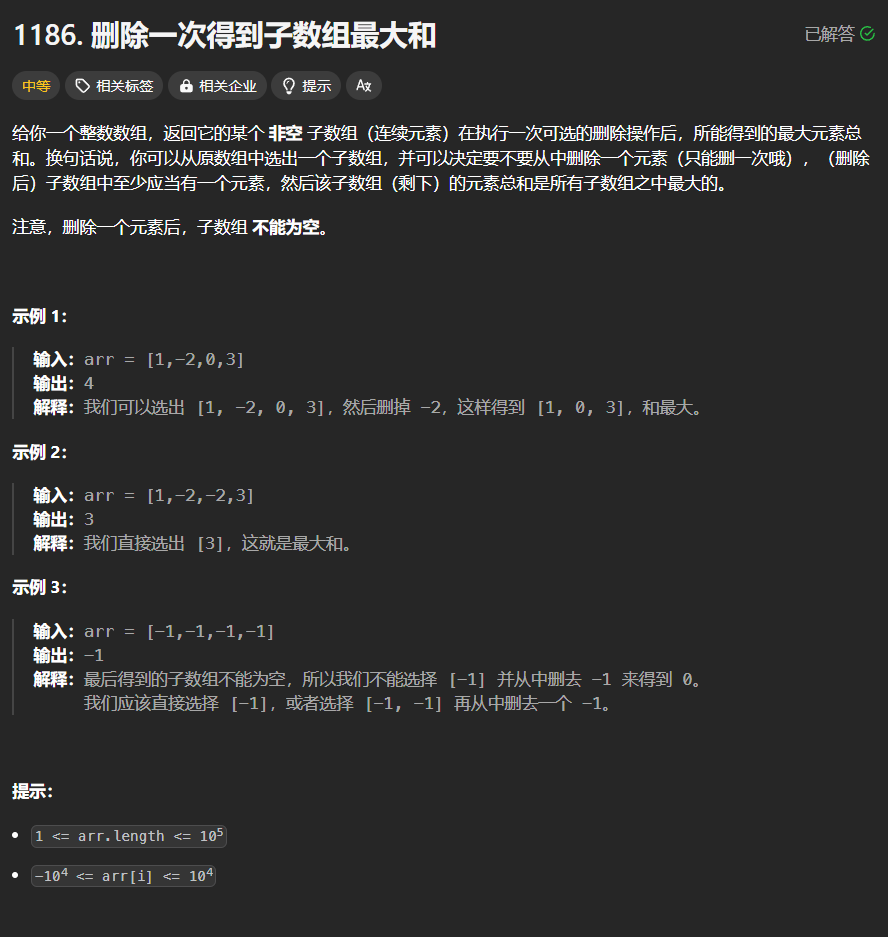 1186. 删除一次得到子数组最大和
已解答
中等 相关标签 相关企业 提示 Ax
给你一个整数数组，返回它的某个 非空 子数组（连续元素）在执行一次可选的删除操作后，所能得到的最大元素总
和。换句话说，你可以从原数组中选出一个子数组，并可以决定要不要从中删除一个元素（只能删一次哦），（删除
后）子数组中至少应当有一个元素，然后该子数组（剩下）的元素总和是所有子数组之中最大的。
注意，删除一个元素后，子数组 不能为空。
示例 1：
输入：arr = [1,-2,0,3]
输出：4
解释：我们可以选出 [1, -2, 0, 3]，然后删掉 -2，这样得到 [1, 0, 3]，和最大。
示例 2：
输入：arr = [1,-2,-2,3]
输出：3
解释：我们直接选出 [3]，这就是最大和。
示例 3：
输入：arr = [-1,-1,-1,-1]
输出：-1
解释：最后得到的子数组不能为空，所以我们不能选择 [-1] 并从中删去 -1 来得到 0。
我们应该直接选择 [-1]，或者选择 [-1, -1] 再从中删去一个 -1。
提示：
• 1 <= arr.length <= 10⁵
• -10⁴ <= arr[i] <= 10⁴